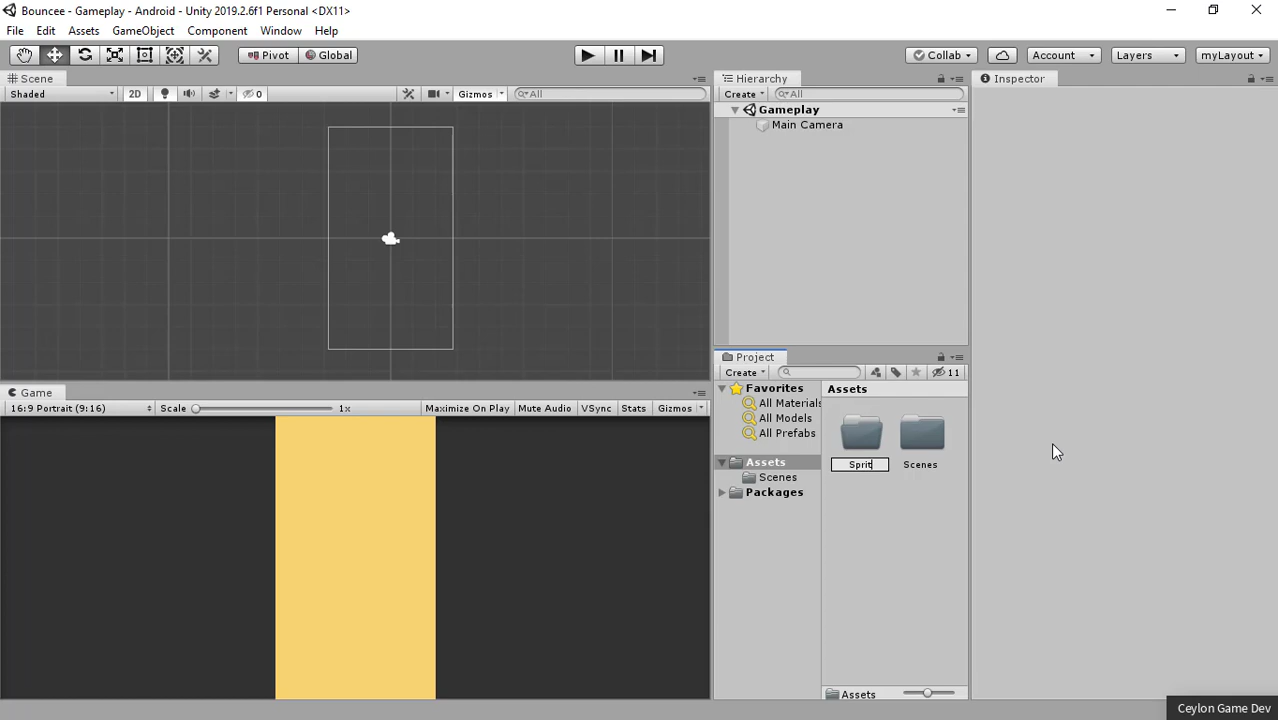 Bouncee - Gameplay - Android - Unity 2019.2.6f1 Personal <DX11>
File Edit Assets GameObject Component Window Help
Pivot Global Collab Account Layers myLayout
Scene Hierarchy Inspector
Shaded 2D 0 Gizmos All Create All
Gameplay
Main Camera
Project
Create 11
Game
16:9 Portrait (9:16) Scale 1x Maximize On Play Mute Audio VSync Stats Gizmos
Favorites
All Materials
All Models
All Prefabs
Assets
Scenes
Packages
Assets
Sprit Scenes
Assets
Ceylon Game Dev